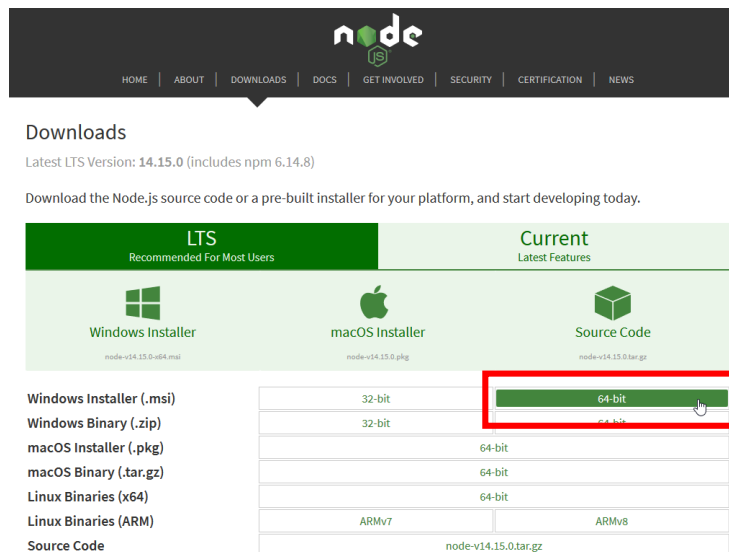 node
JS
HOME ABOUT DOWNLOADS DOCS GET INVOLVED SECURITY CERTIFICATION NEWS
Downloads
Latest LTS Version: 14.15.0 (includes npm 6.14.8)
Download the Node.js source code or a pre-built installer for your platform, and start developing today.
LTS Current
Recommended For Most Users Latest Features
Windows Installer macOS Installer Source Code
node-v14.15.0-x64.msi node-v14.15.0.pkg node-v14.15.0.tar.gz
Windows Installer (.msi) 32-bit 64-bit
Windows Binary (.zip) 32-bit 64-bit
macOS Installer (.pkg) 64-bit
macOS Binary (.tar.gz) 64-bit
Linux Binaries (x64) 64-bit
Linux Binaries (ARM) ARMv7 ARMv8
Source Code node-v14.15.0.tar.gz